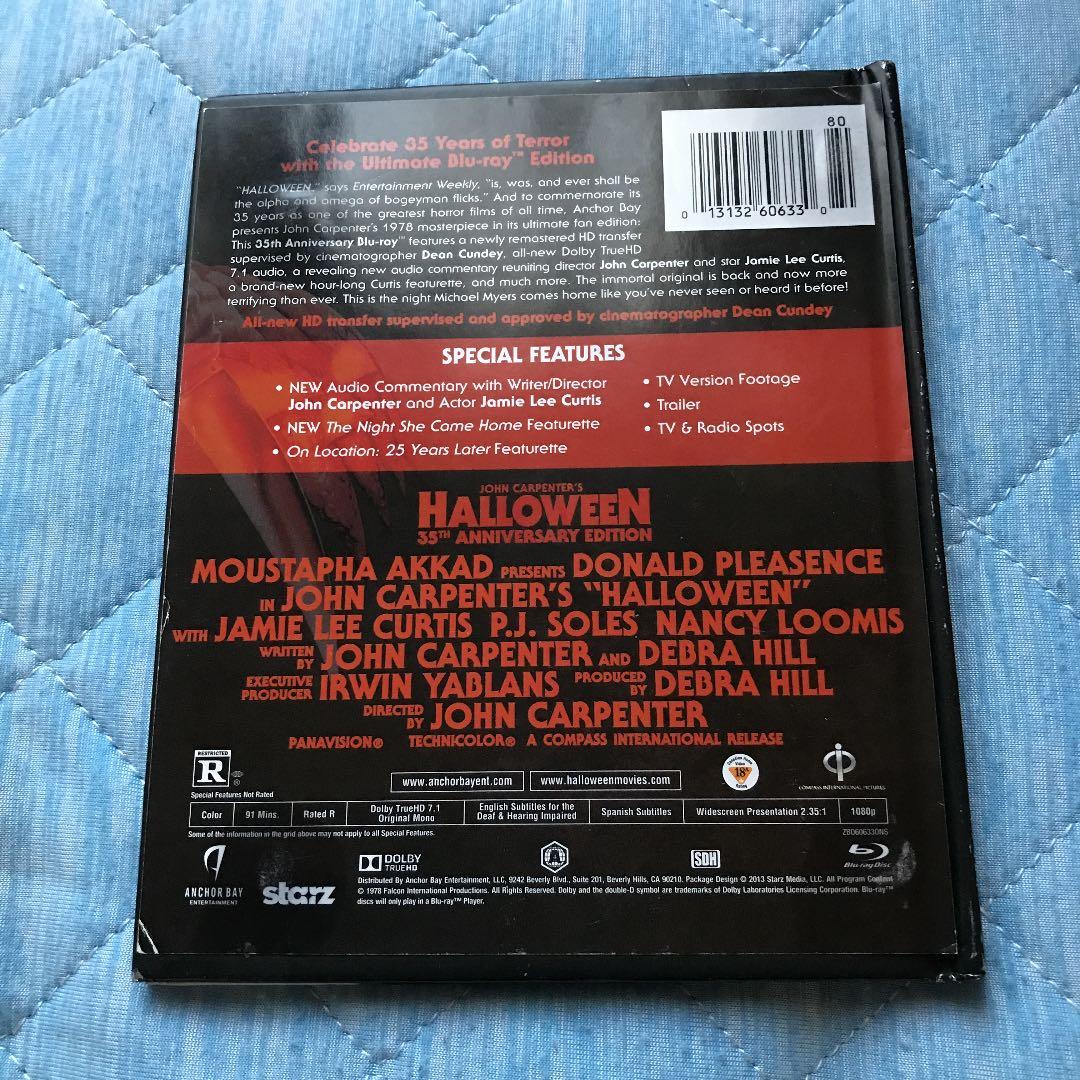 Celebrate 35 Years of Terror
with the Ultimate Blu-ray™ Edition
"HALLOWEEN," says Entertainment Weekly, "is, was, and ever shall be
the alpha and omega of bogeyman flicks." And to commemorate its
35 years as one of the greatest horror films of all time, Anchor Bay
presents John Carpenter's 1978 masterpiece in its ultimate fan edition:
This 35th Anniversary Blu-ray™ features a newly remastered HD transfer
supervised by cinematographer Dean Cundey, all-new Dolby TrueHD
7.1 audio, a revealing new audio commentary reuniting director John Carpenter and star Jamie Lee Curtis,
a brand-new hour-long Curtis featurette, and much more. The immortal original is back and now more
terrifying than ever. This is the night Michael Myers comes home like you've never seen or heard it before!
All-new HD transfer supervised and approved by cinematographer Dean Cundey
80
0 13132 60633 0
SPECIAL FEATURES
• NEW Audio Commentary with Writer/Director
John Carpenter and Actor Jamie Lee Curtis
• NEW The Night She Came Home Featurette
• On Location: 25 Years Later Featurette
• TV Version Footage
• Trailer
• TV & Radio Spots
JOHN CARPENTER'S
HALLOWEEN
35TH ANNIVERSARY EDITION
MOUSTAPHA AKKAD PRESENTS DONALD PLEASENCE
IN JOHN CARPENTER'S "HALLOWEEN"
WITH JAMIE LEE CURTIS P.J. SOLES NANCY LOOMIS
WRITTEN BY JOHN CARPENTER AND DEBRA HILL
EXECUTIVE PRODUCER IRWIN YABLANS PRODUCED BY DEBRA HILL
DIRECTED BY JOHN CARPENTER
PANAVISION® TECHNICOLOR® A COMPASS INTERNATIONAL RELEASE
RESTRICTED
R
®
Special Features Not Rated
www.anchorbayent.com
www.halloweenmovies.com
Canadian Home
Video
18A
Rating
COMPASS INTERNATIONAL PICTURES
Color
91 Mins.
Rated R
Dolby TrueHD 7.1
Original Mono
English Subtitles for the
Deaf & Hearing Impaired
Spanish Subtitles
Widescreen Presentation 2.35:1
1080p
Some of the information in the grid above may not apply to all Special Features.
ZBD60633DNS
ANCHOR BAY
ENTERTAINMENT
starz
DOLBY
TRUEHD
SDH
Blu-ray Disc
Distributed By Anchor Bay Entertainment, LLC, 9242 Beverly Blvd., Suite 201, Beverly Hills, CA 90210. Package Design © 2013 Starz Media, LLC. All Program Content
© 1978 Falcon International Productions. All Rights Reserved. Dolby and the double-D symbol are trademarks of Dolby Laboratories Licensing Corporation. Blu-ray™
discs will only play in a Blu-ray™ Player.